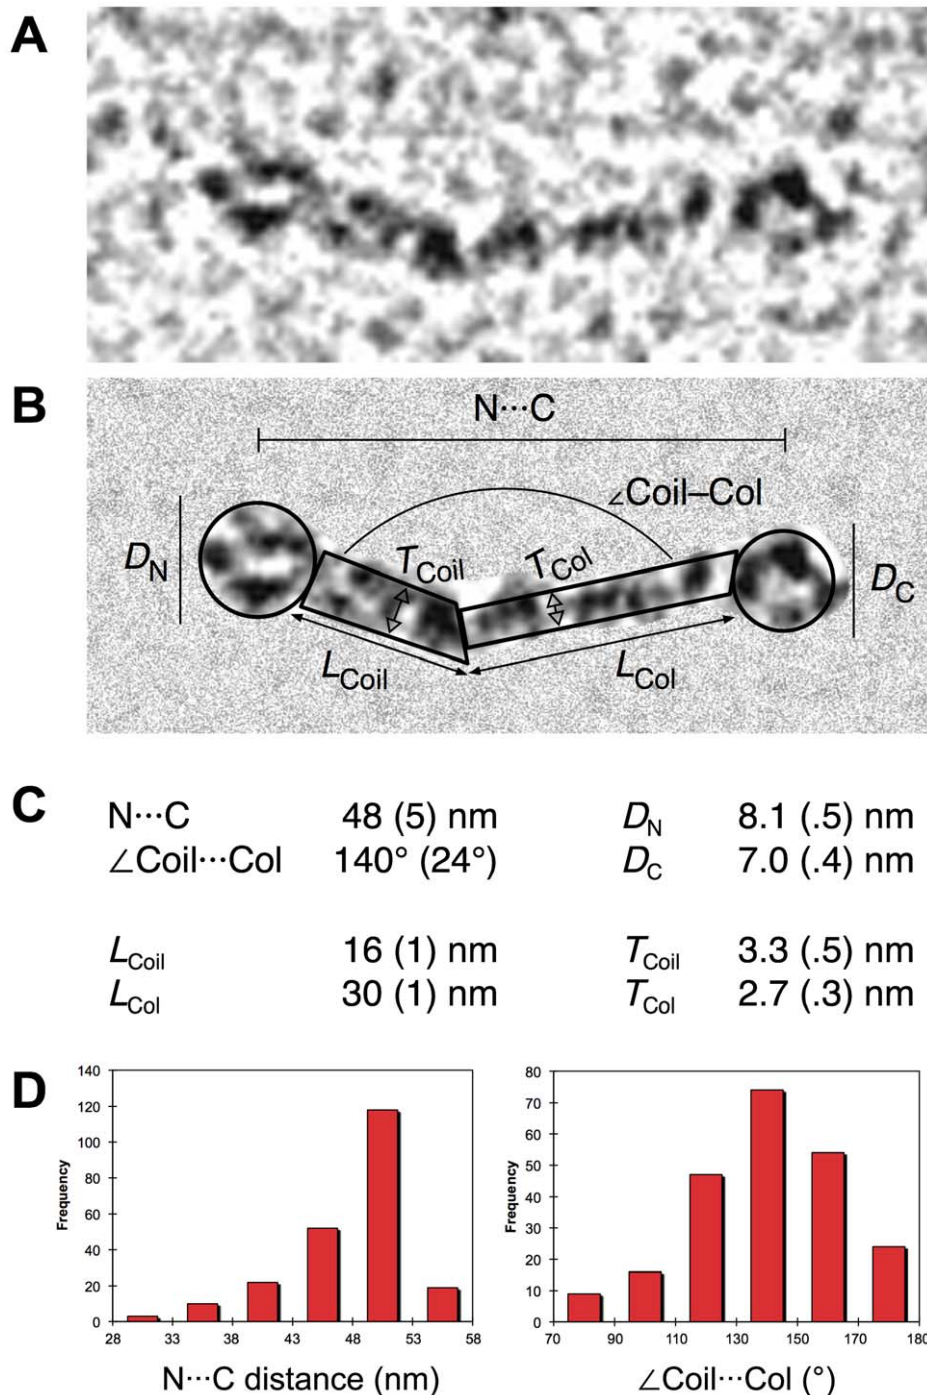 A
B
N···C
∠Coil–Col
D_N
T_Coil
T_Col
D_C
L_Coil
L_Col
C
N···C 48 (5) nm D_N 8.1 (.5) nm
∠Coil···Col 140° (24°) D_C 7.0 (.4) nm
L_Coil 16 (1) nm T_Coil 3.3 (.5) nm
L_Col 30 (1) nm T_Col 2.7 (.3) nm
D
140
120
100
80
60
40
20
0
Frequency
28 33 38 43 48 53 58
N···C distance (nm)
80
70
60
50
40
30
20
10
0
Frequency
70 90 110 130 150 170 180
∠Coil···Col (°)